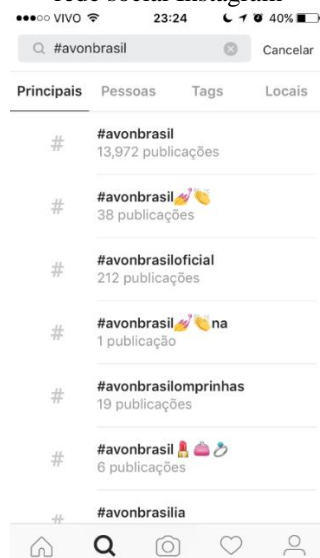 rede social Instagram
VIVO 23:24 40%
#avonbrasil Cancelar
Principais Pessoas Tags Locais
# #avonbrasil
13,972 publicações
# #avonbrasil💅👏
38 publicações
# #avonbrasiloficial
212 publicações
# #avonbrasil💅👏na
1 publicação
# #avonbrasilomprinhas
19 publicações
# #avonbrasil💄👛💍
6 publicações
# #avonbrasilia